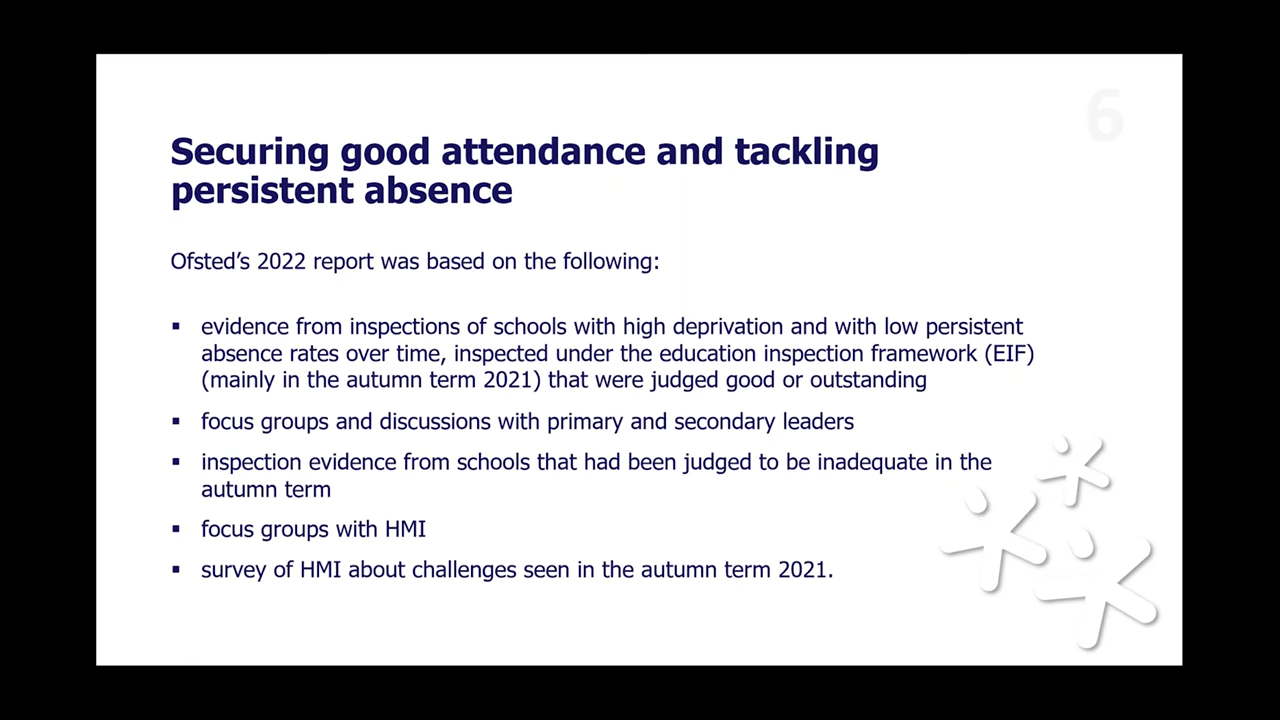 6
Securing good attendance and tackling
persistent absence
Ofsted’s 2022 report was based on the following:
▪ evidence from inspections of schools with high deprivation and with low persistent
absence rates over time, inspected under the education inspection framework (EIF)
(mainly in the autumn term 2021) that were judged good or outstanding
▪ focus groups and discussions with primary and secondary leaders
▪ inspection evidence from schools that had been judged to be inadequate in the
autumn term
▪ focus groups with HMI
▪ survey of HMI about challenges seen in the autumn term 2021.